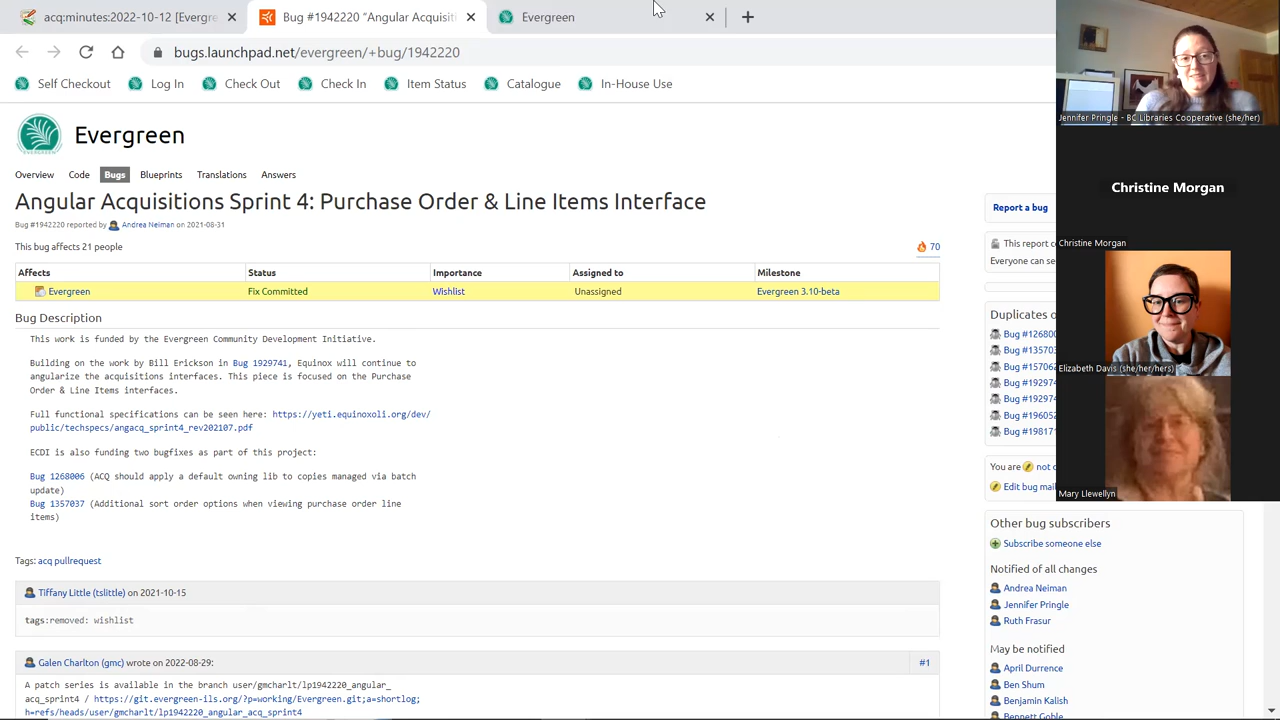 acq:minutes:2022-10-12 [Evergre
Bug #1942220 "Angular Acquisiti
Evergreen
bugs.launchpad.net/evergreen/+bug/1942220
Self Checkout
Log In
Check Out
Check I
Item Status
Catalogue
In-House Use
Evergreen
Overview Code Bugs Blueprints Translations Answers
Angular Acquisitions Sprint 4: Purchase Order & Line Items Interface
Bug #1942220 reported by Andrea Neiman on 2021-08-31
This bug affects 21 people
70
Affects Status Importance Assigned to Milestone
Evergreen Fix Committed Wishlist Unassigned Evergreen 3.10-beta
Bug Description
This work is funded by the Evergreen Community Development Initiative.
Building on the work by Bill Erickson in Bug 1929741, Equinox will continue to
angularize the acquisitions interfaces. This piece is focused on the Purchase
Order & Line Items interfaces.
Full functional specifications can be seen here: https://yeti.equinoxoli.org/dev/
public/techspecs/angacq_sprint4_rev202107.pdf
ECDI is also funding two bugfixes as part of this project:
Bug 1268006 (ACQ should apply a default owning lib to copies managed via batch
update)
Bug 1357037 (Additional sort order options when viewing purchase order line
items)
Tags: acq pullrequest
Tiffany Little (tslittle) on 2021-10-15
tags:removed: wishlist
Galen Charlton (gmc) wrote on 2022-08-29:
#1
A patch series is available in the branch user/gmcharlt/lp1942220_angular_
acq_sprint4 / https://git.evergreen-ils.org/?p=working/Evergreen.git;a=shortlog;
h=refs/heads/user/gmcharlt/lp1942220_angular_acq_sprint4
Report a bug
This report c
Everyone can se
Duplicates o
Bug #12680
Bug #13570
Bug #15706
Bug #19297
Bug #19297
Bug #19605
Bug #19817
You are not
Edit bug mai
Other bug subscribers
Subscribe someone else
Notified of all changes
Andrea Neiman
Jennifer Pringle
Ruth Frasur
May be notified
April Durrence
Ben Shum
Benjamin Kalish
Bennett Goble
Jennifer Pringle - BC Libraries Cooperative (she/her)
Christine Morgan
Christine Morgan
Elizabeth Davis (she/her/hers)
Mary Llewellyn